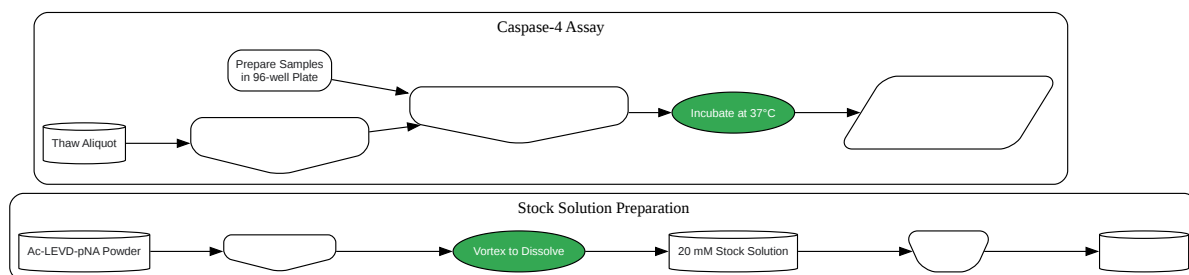 Caspase-4 Assay
Prepare Samples
in 96-well Plate
Thaw Aliquot
Incubate at 37°C
Stock Solution Preparation
Ac-LEVD-pNA Powder
Vortex to Dissolve
20 mM Stock Solution